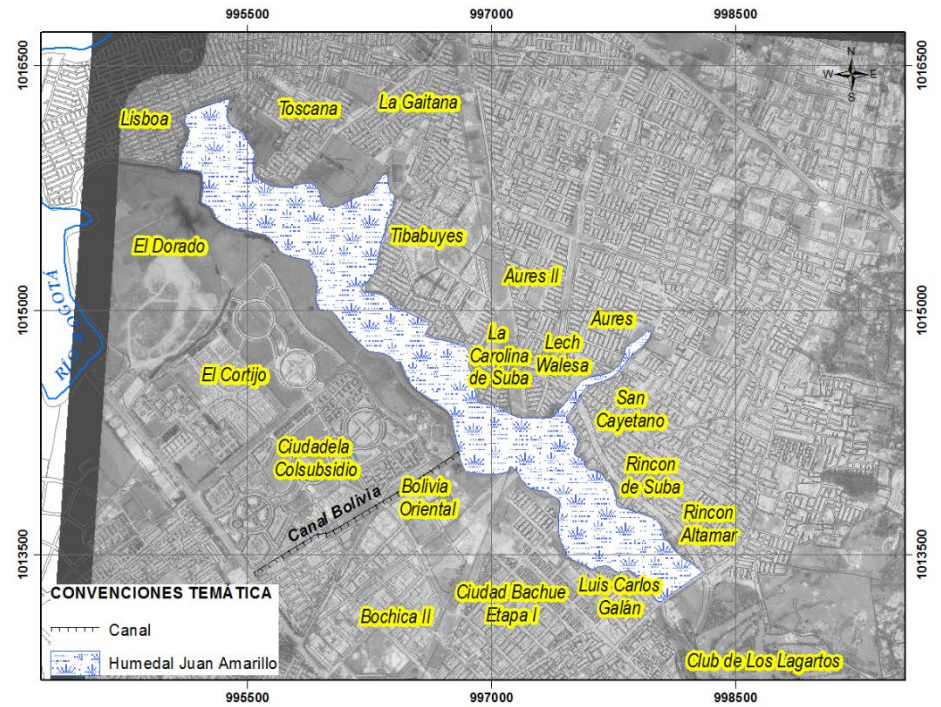 995500
997000
998500
1016500
1016500
N
W
E
S
Lisboa
Toscana
La Gaitana
El Dorado
Tibabuyes
Aures II
RÍO BOGOTÁ
1015000
1015000
Aures
La
Carolina
de Suba
Lech
Walesa
El Cortijo
San
Cayetano
Ciudadela
Colsubsidio
Rincon
de Suba
Bolivia
Oriental
Canal Bolivia
Rincon
Altamar
1013500
1013500
CONVENCIONES TEMÁTICA
Canal
Humedal Juan Amarillo
Ciudad Bachue
Etapa I
Luis Carlos
Galán
Bochica II
Club de Los Lagartos
995500
997000
998500